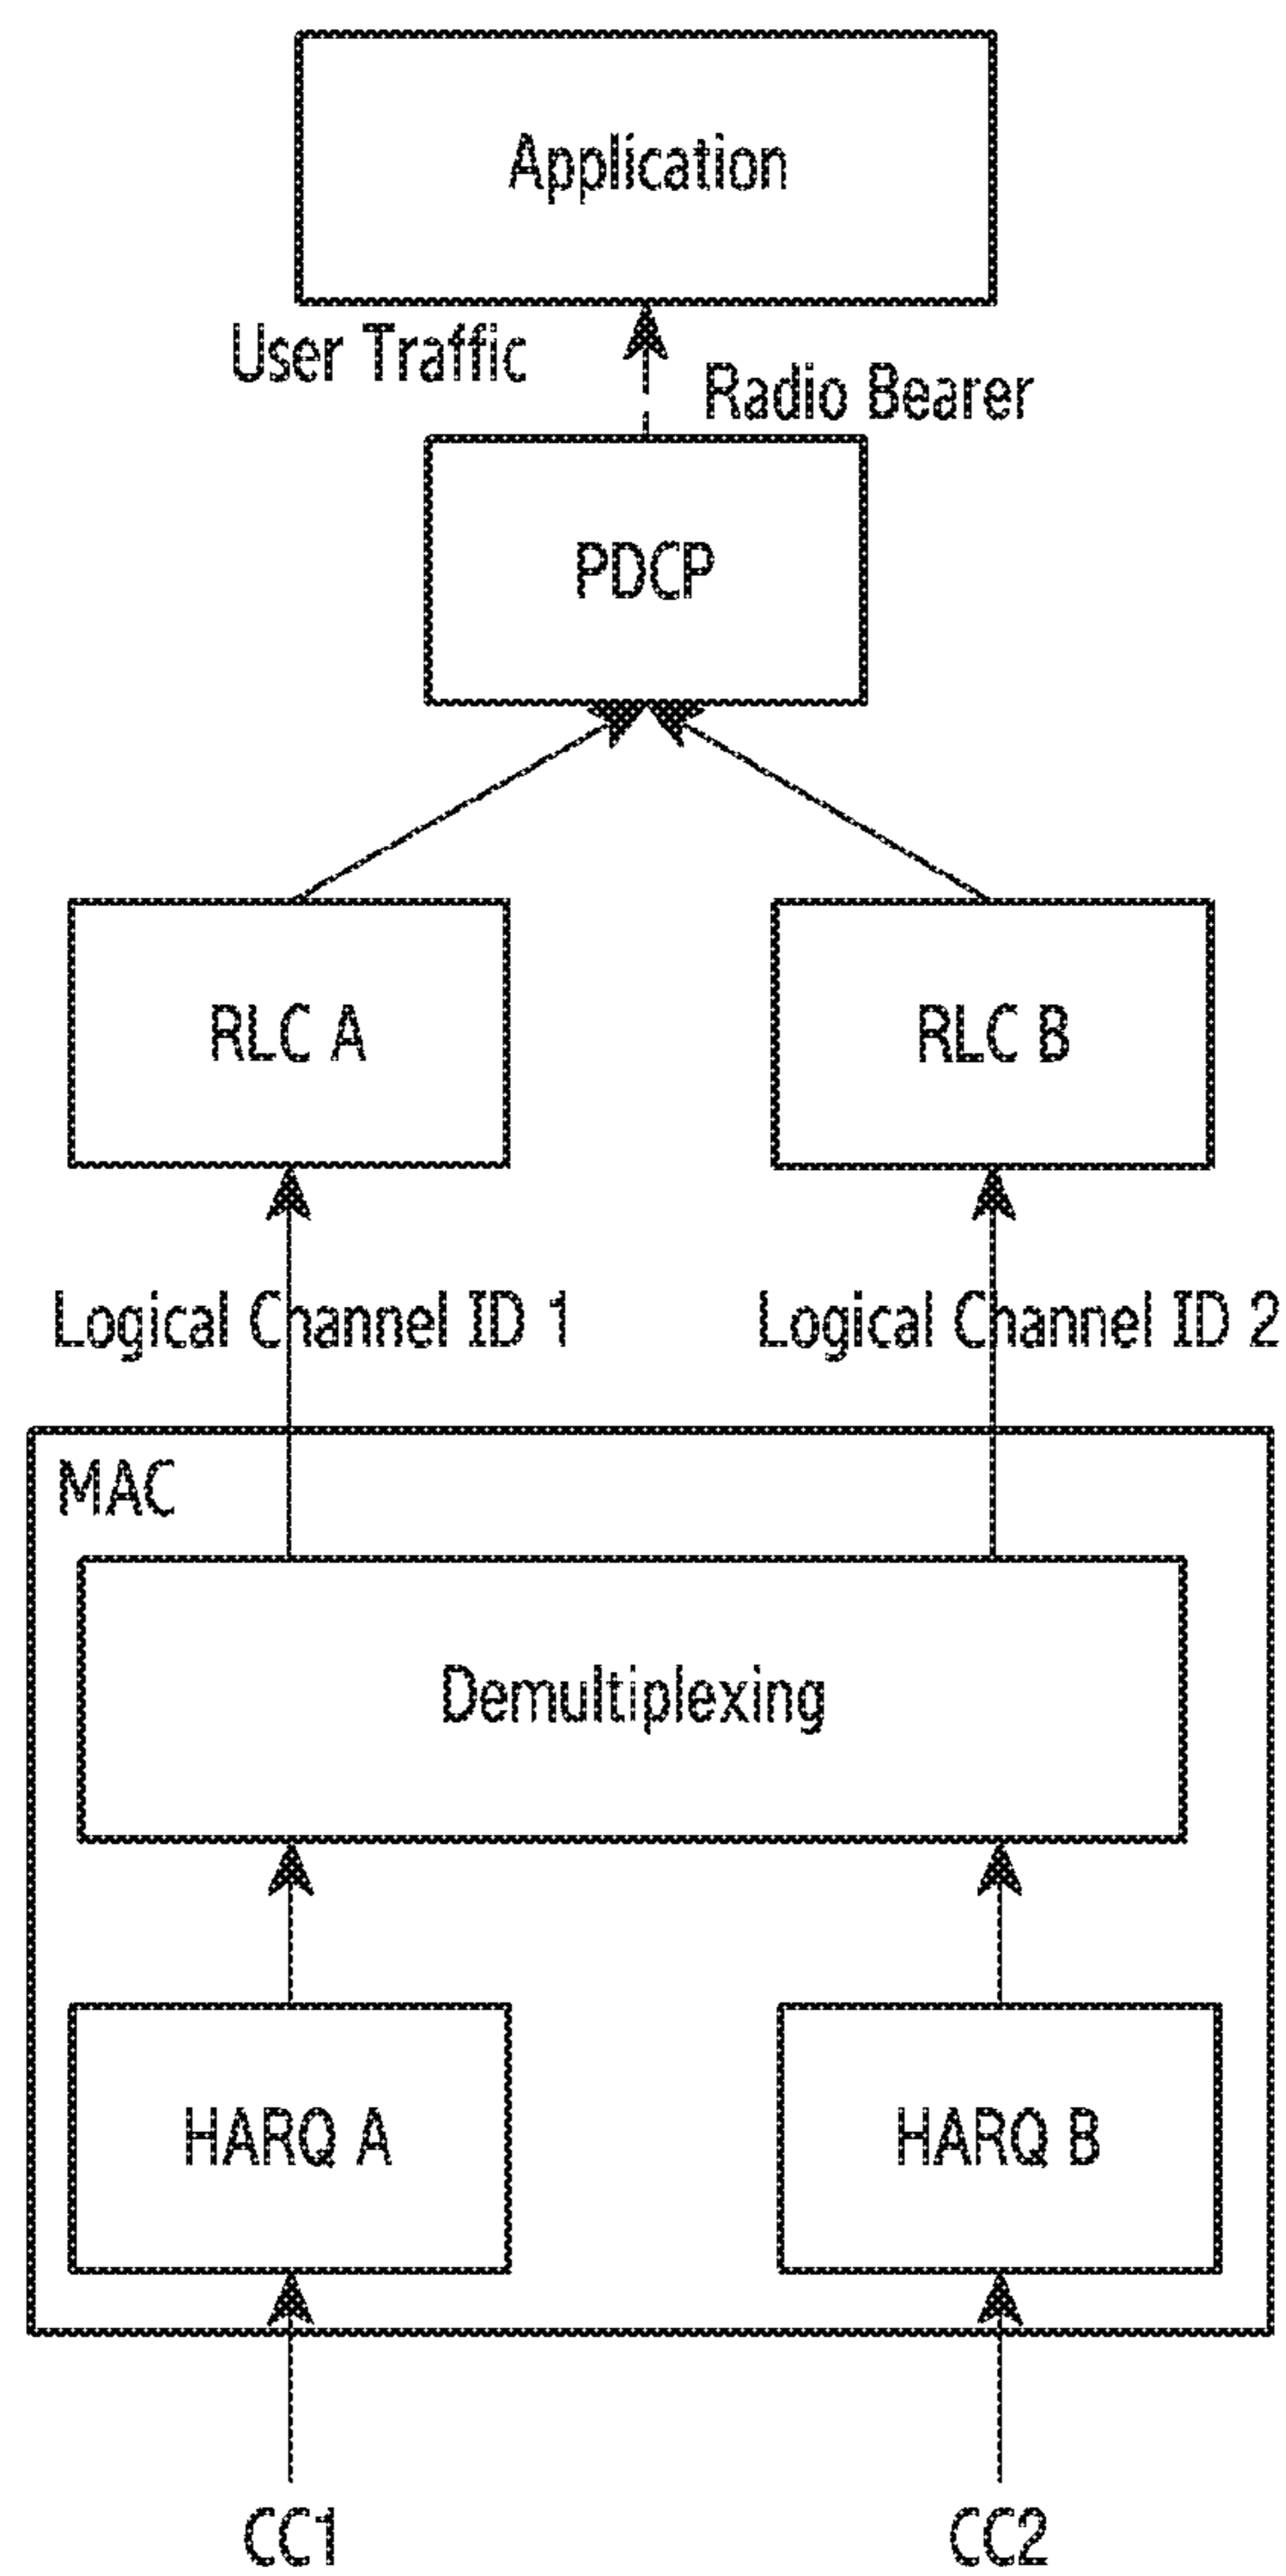 Application
User Traffic
Radio Bearer
PDCP
RLC A
RLC B
Logical Channel ID 1
Logical Channel ID 2
MAC
Demultiplexing
HARQ A
HARQ B
CC1
CC2